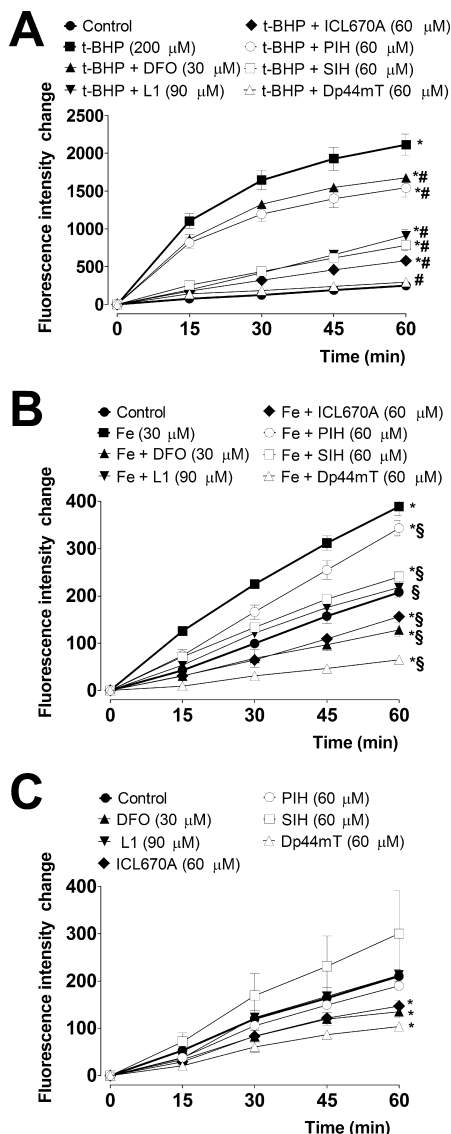 A
Control
t-BHP (200 μM)
t-BHP + DFO (30 μM)
t-BHP + L1 (90 μM)
t-BHP + ICL670A (60 μM)
t-BHP + PIH (60 μM)
t-BHP + SIH (60 μM)
t-BHP + Dp44mT (60 μM)
Fluorescence intensity change
2500
2000
1500
1000
500
0
*
*#
*#
*#
*#
*#
#
0 15 30 45 60
Time (min)
B
Control
Fe (30 μM)
Fe + DFO (30 μM)
Fe + L1 (90 μM)
Fe + ICL670A (60 μM)
Fe + PIH (60 μM)
Fe + SIH (60 μM)
Fe + Dp44mT (60 μM)
Fluorescence intensity change
400
300
200
100
0
*
*§
*§
§
*§
*§
*§
0 15 30 45 60
Time (min)
C
Control
DFO (30 μM)
L1 (90 μM)
ICL670A (60 μM)
PIH (60 μM)
SIH (60 μM)
Dp44mT (60 μM)
Fluorescence intensity change
400
300
200
100
0
*
*
*
0 15 30 45 60
Time (min)